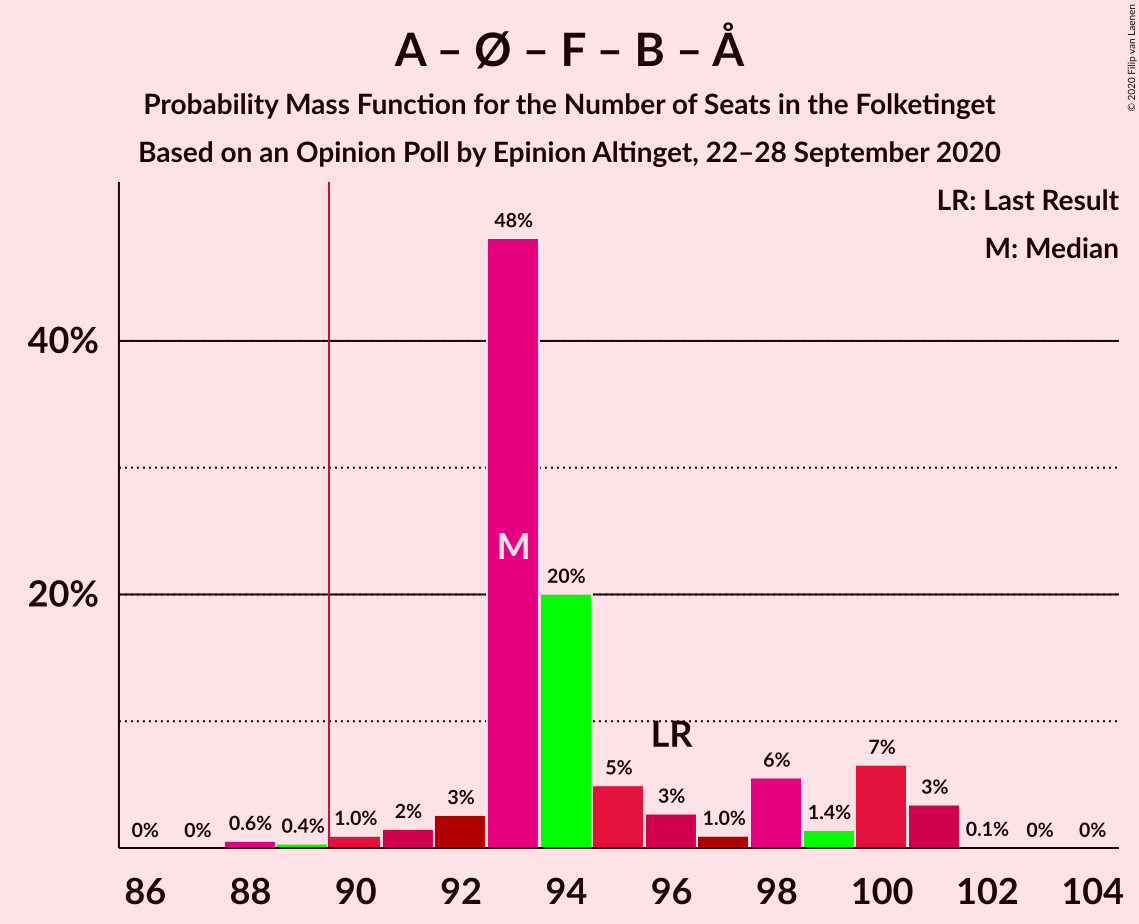 A – Ø – F – B – Å
Probability Mass Function for the Number of Seats in the Folketinget
Based on an Opinion Poll by Epinion Altinget, 22–28 September 2020
© 2020 Filip van Laenen
LR: Last Result
M: Median
48%
40%
M
20%
20%
LR
7%
6%
5%
3%
3%
3%
2%
1.4%
1.0%
1.0%
0.6%
0.4%
0.1%
0%
0%
0%
0%
86 88 90 92 94 96 98 100 102 104